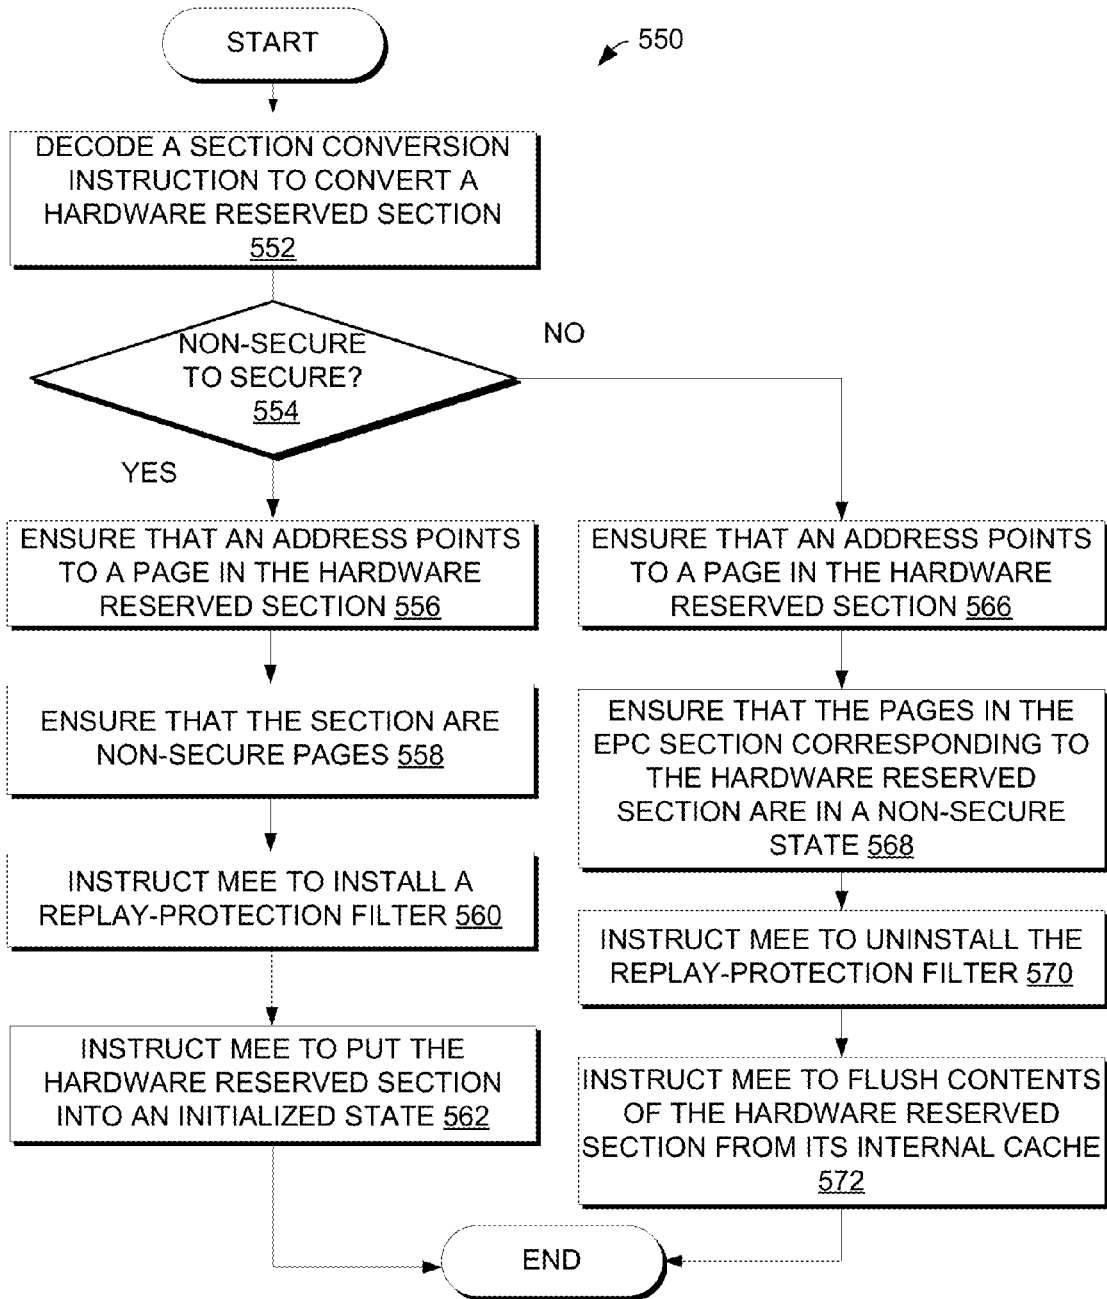 START
550
DECODE A SECTION CONVERSION
INSTRUCTION TO CONVERT A
HARDWARE RESERVED SECTION
552
NON-SECURE
TO SECURE?
554
NO
YES
ENSURE THAT AN ADDRESS POINTS
TO A PAGE IN THE HARDWARE
RESERVED SECTION 556
ENSURE THAT THE SECTION ARE
NON-SECURE PAGES 558
INSTRUCT MEE TO INSTALL A
REPLAY-PROTECTION FILTER 560
INSTRUCT MEE TO PUT THE
HARDWARE RESERVED SECTION
INTO AN INITIALIZED STATE 562
ENSURE THAT AN ADDRESS POINTS
TO A PAGE IN THE HARDWARE
RESERVED SECTION 566
ENSURE THAT THE PAGES IN THE
EPC SECTION CORRESPONDING TO
THE HARDWARE RESERVED
SECTION ARE IN A NON-SECURE
STATE 568
INSTRUCT MEE TO UNINSTALL THE
REPLAY-PROTECTION FILTER 570
INSTRUCT MEE TO FLUSH CONTENTS
OF THE HARDWARE RESERVED
SECTION FROM ITS INTERNAL CACHE
572
END